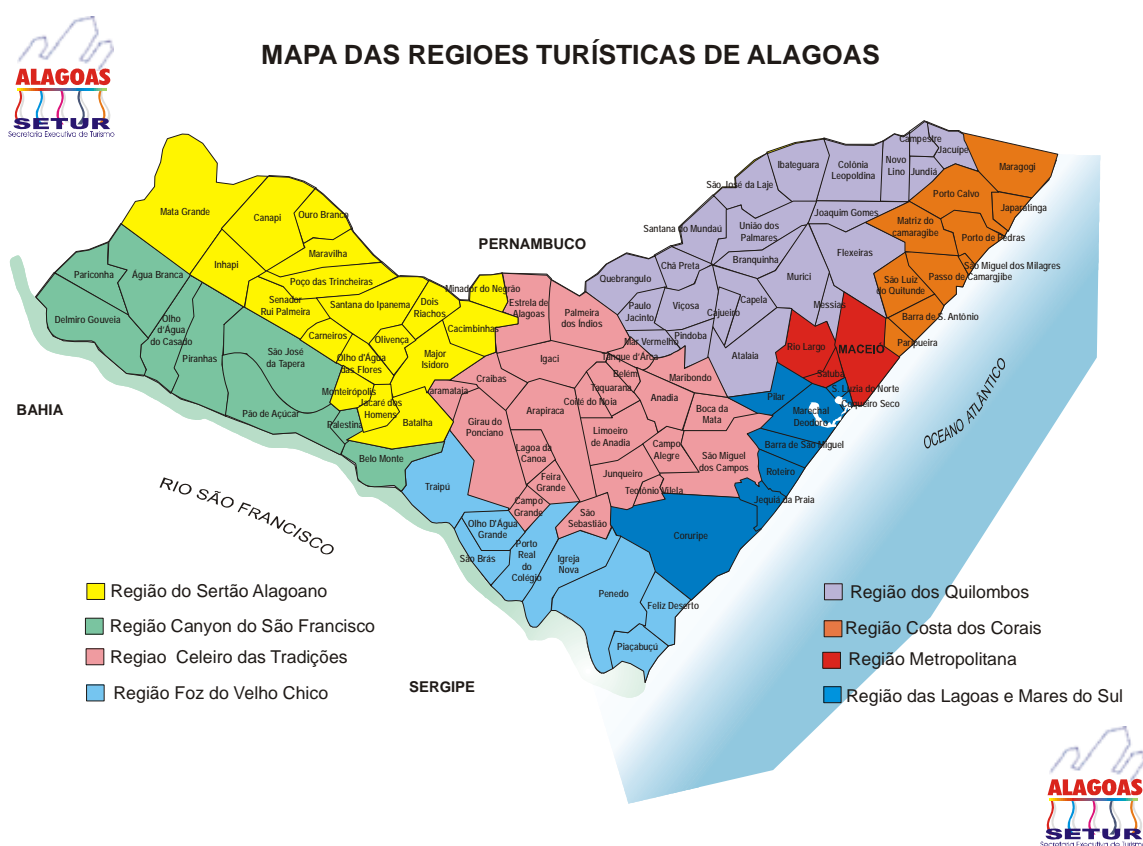 MAPA DAS REGIOES TURÍSTICAS DE ALAGOAS
ALAGOAS
SETUR
Secretaria Executiva de Turismo
PERNAMBUCO
BAHIA
SERGIPE
RIO SÃO FRANCISCO
OCEANO ATLÂNTICO
Mata Grande
Canapi
Ouro Branco
Inhapi
Maravilha
Poço das Trincheiras
Senador
Rui Palmeira
Santana do Ipanema
Dois
Riachos
Minador do Negrão
Cacimbinhas
Carneiros
Olivença
Olho d'Água
das Flores
Major
Isidoro
Monteirópolis
Jacaré dos
Homens
Batalha
Pariconha
Água Branca
Delmiro Gouveia
Olho
d'Água
do Casado
Piranhas
São José
da Tapera
Pão de Açúcar
Palestina
Belo Monte
Estrela de
Alagoas
Palmeira
dos Índios
Igaci
Craibas
Jaramataia
Girau do
Ponciano
Arapiraca
Coité do Noia
Taquarana
Belém
Tanque d'Arca
Maribondo
Anadia
Boca da
Mata
Limoeiro
de Anadia
Campo
Alegre
São Miguel
dos Campos
Lagoa da
Canoa
Feira
Grande
Campo
Grande
Junqueiro
Teotônio Vilela
São
Sebastião
Traipú
Olho D'Água
Grande
São Brás
Porto
Real
do
Colégio
Igreja
Nova
Penedo
Feliz Deserto
Piaçabuçú
Ibateguara
Colônia
Leopoldina
Novo
Lino
Campestre
Jacuípe
Jundiá
São José da Laje
Santana do Mundaú
União dos
Palmares
Joaquim Gomes
Branquinha
Flexeiras
Chã Preta
Quebrangulo
Murici
Paulo
Jacinto
Viçosa
Cajueiro
Capela
Messias
Mar Vermelho
Pindoba
Atalaia
Maragogi
Porto Calvo
Japaratinga
Matriz do
camaragibe
Porto de Pedras
São Miguel dos Milagres
Passo de Camargjibe
São Luiz
do Quitunde
Barra de S. Antônio
Paripueira
Rio Largo
MACEIÓ
Satuba
S. Luzia do Norte
Coqueiro Seco
Pilar
Marechal
Deodoro
Barra de São Miguel
Roteiro
Jequiá da Praia
Coruripe
Região do Sertão Alagoano
Região Canyon do São Francisco
Regiao Celeiro das Tradições
Região Foz do Velho Chico
Região dos Quilombos
Região Costa dos Corais
Região Metropolitana
Região das Lagoas e Mares do Sul
ALAGOAS
SETUR
Secretaria Executiva de Turismo